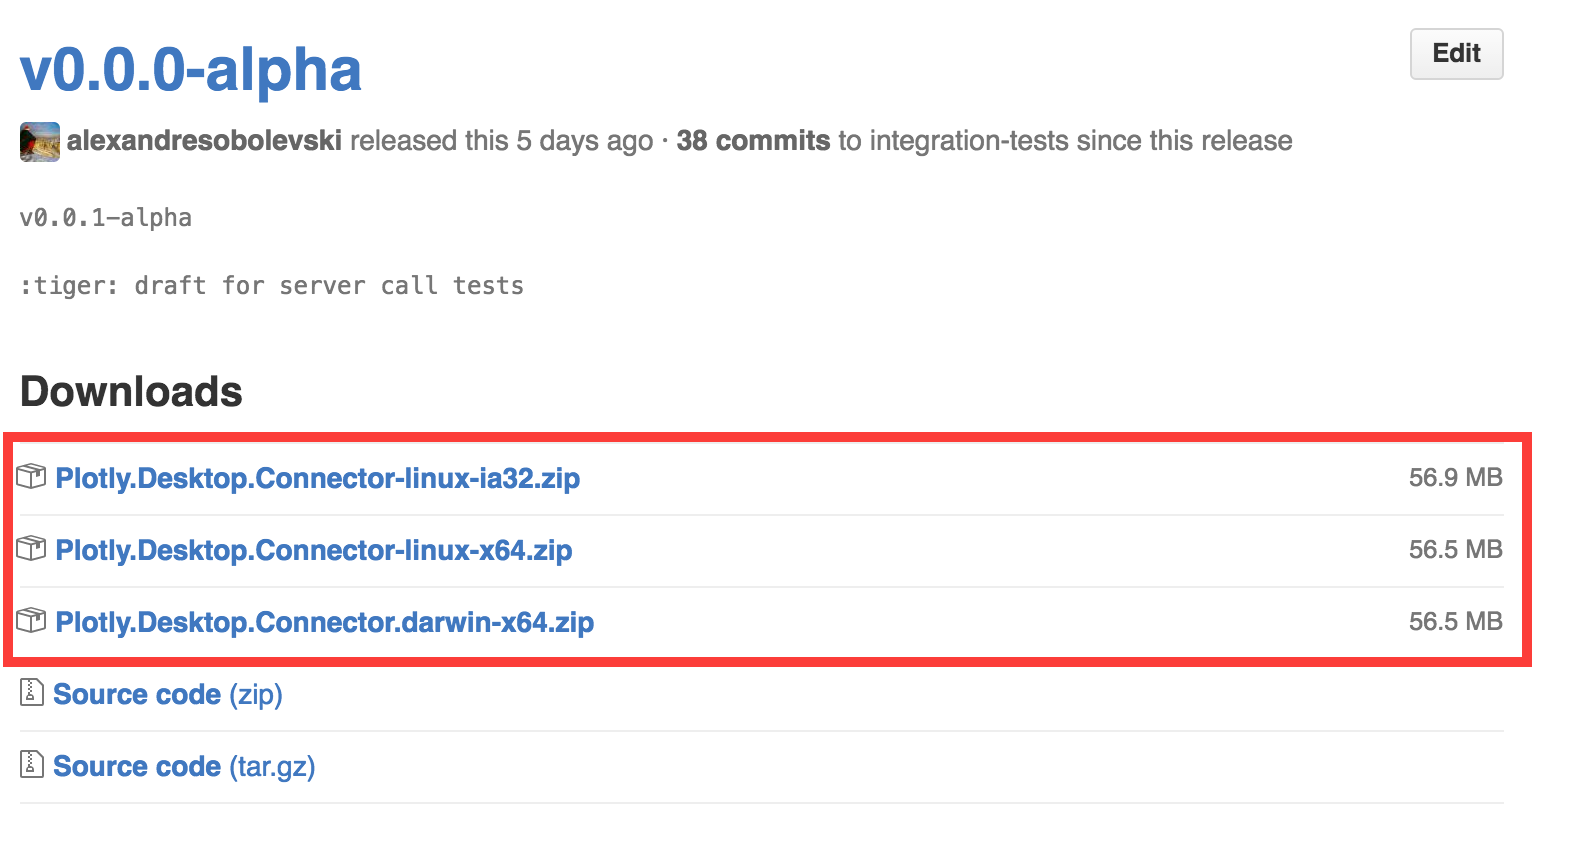 v0.0.0-alpha
Edit
alexandresobolevski released this 5 days ago · 38 commits to integration-tests since this release
v0.0.1-alpha
:tiger: draft for server call tests
Downloads
Plotly.Desktop.Connector-linux-ia32.zip 56.9 MB
Plotly.Desktop.Connector-linux-x64.zip 56.5 MB
Plotly.Desktop.Connector.darwin-x64.zip 56.5 MB
Source code (zip)
Source code (tar.gz)